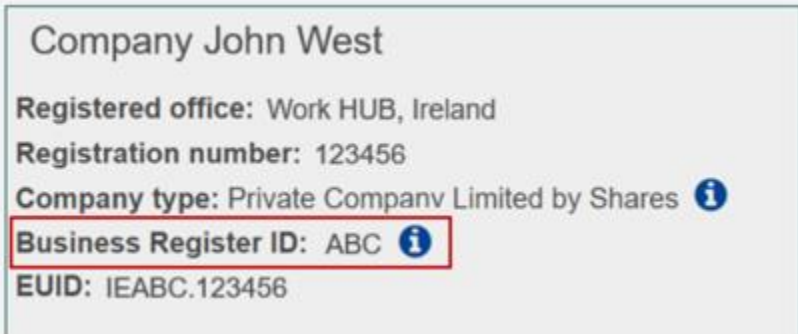 Company John West
Registered office: Work HUB, Ireland
Registration number: 123456
Company type: Private Company Limited by Shares
Business Register ID: ABC
EUID: IEABC.123456